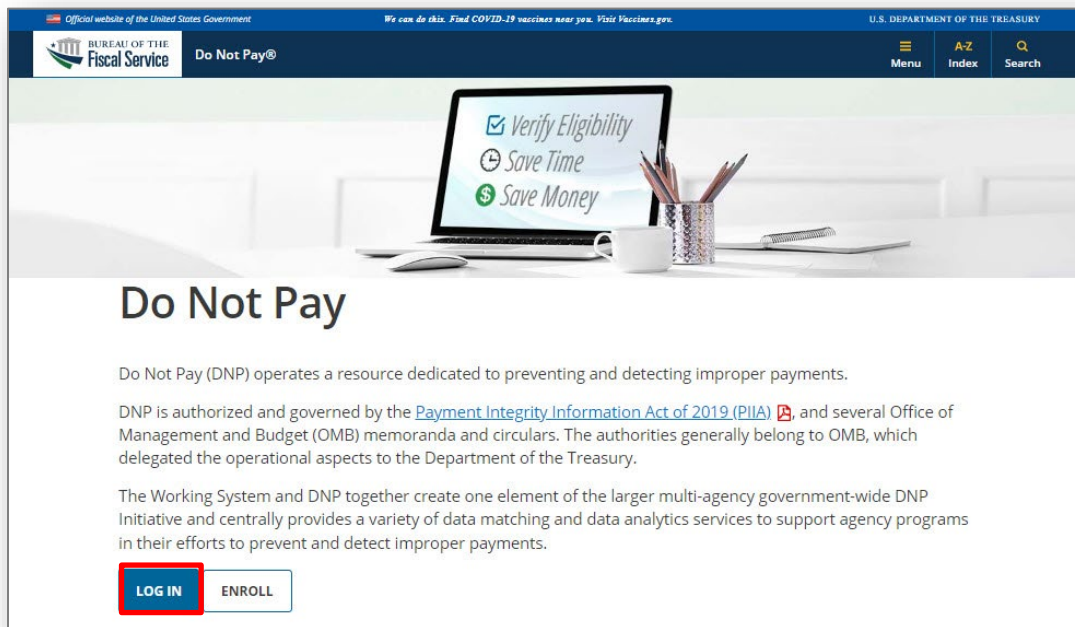 Official website of the United States Government
We can do this. Find COVID-19 vaccines near you. Visit Vaccines.gov.
U.S. DEPARTMENT OF THE TREASURY
BUREAU OF THE
Fiscal Service
Do Not Pay®
Menu
A-Z
Index
Search
Verify Eligibility
Save Time
$ Save Money
Do Not Pay
Do Not Pay (DNP) operates a resource dedicated to preventing and detecting improper payments.
DNP is authorized and governed by the Payment Integrity Information Act of 2019 (PIIA), and several Office of
Management and Budget (OMB) memoranda and circulars. The authorities generally belong to OMB, which
delegated the operational aspects to the Department of the Treasury.
The Working System and DNP together create one element of the larger multi-agency government-wide DNP
Initiative and centrally provides a variety of data matching and data analytics services to support agency programs
in their efforts to prevent and detect improper payments.
LOG IN
ENROLL